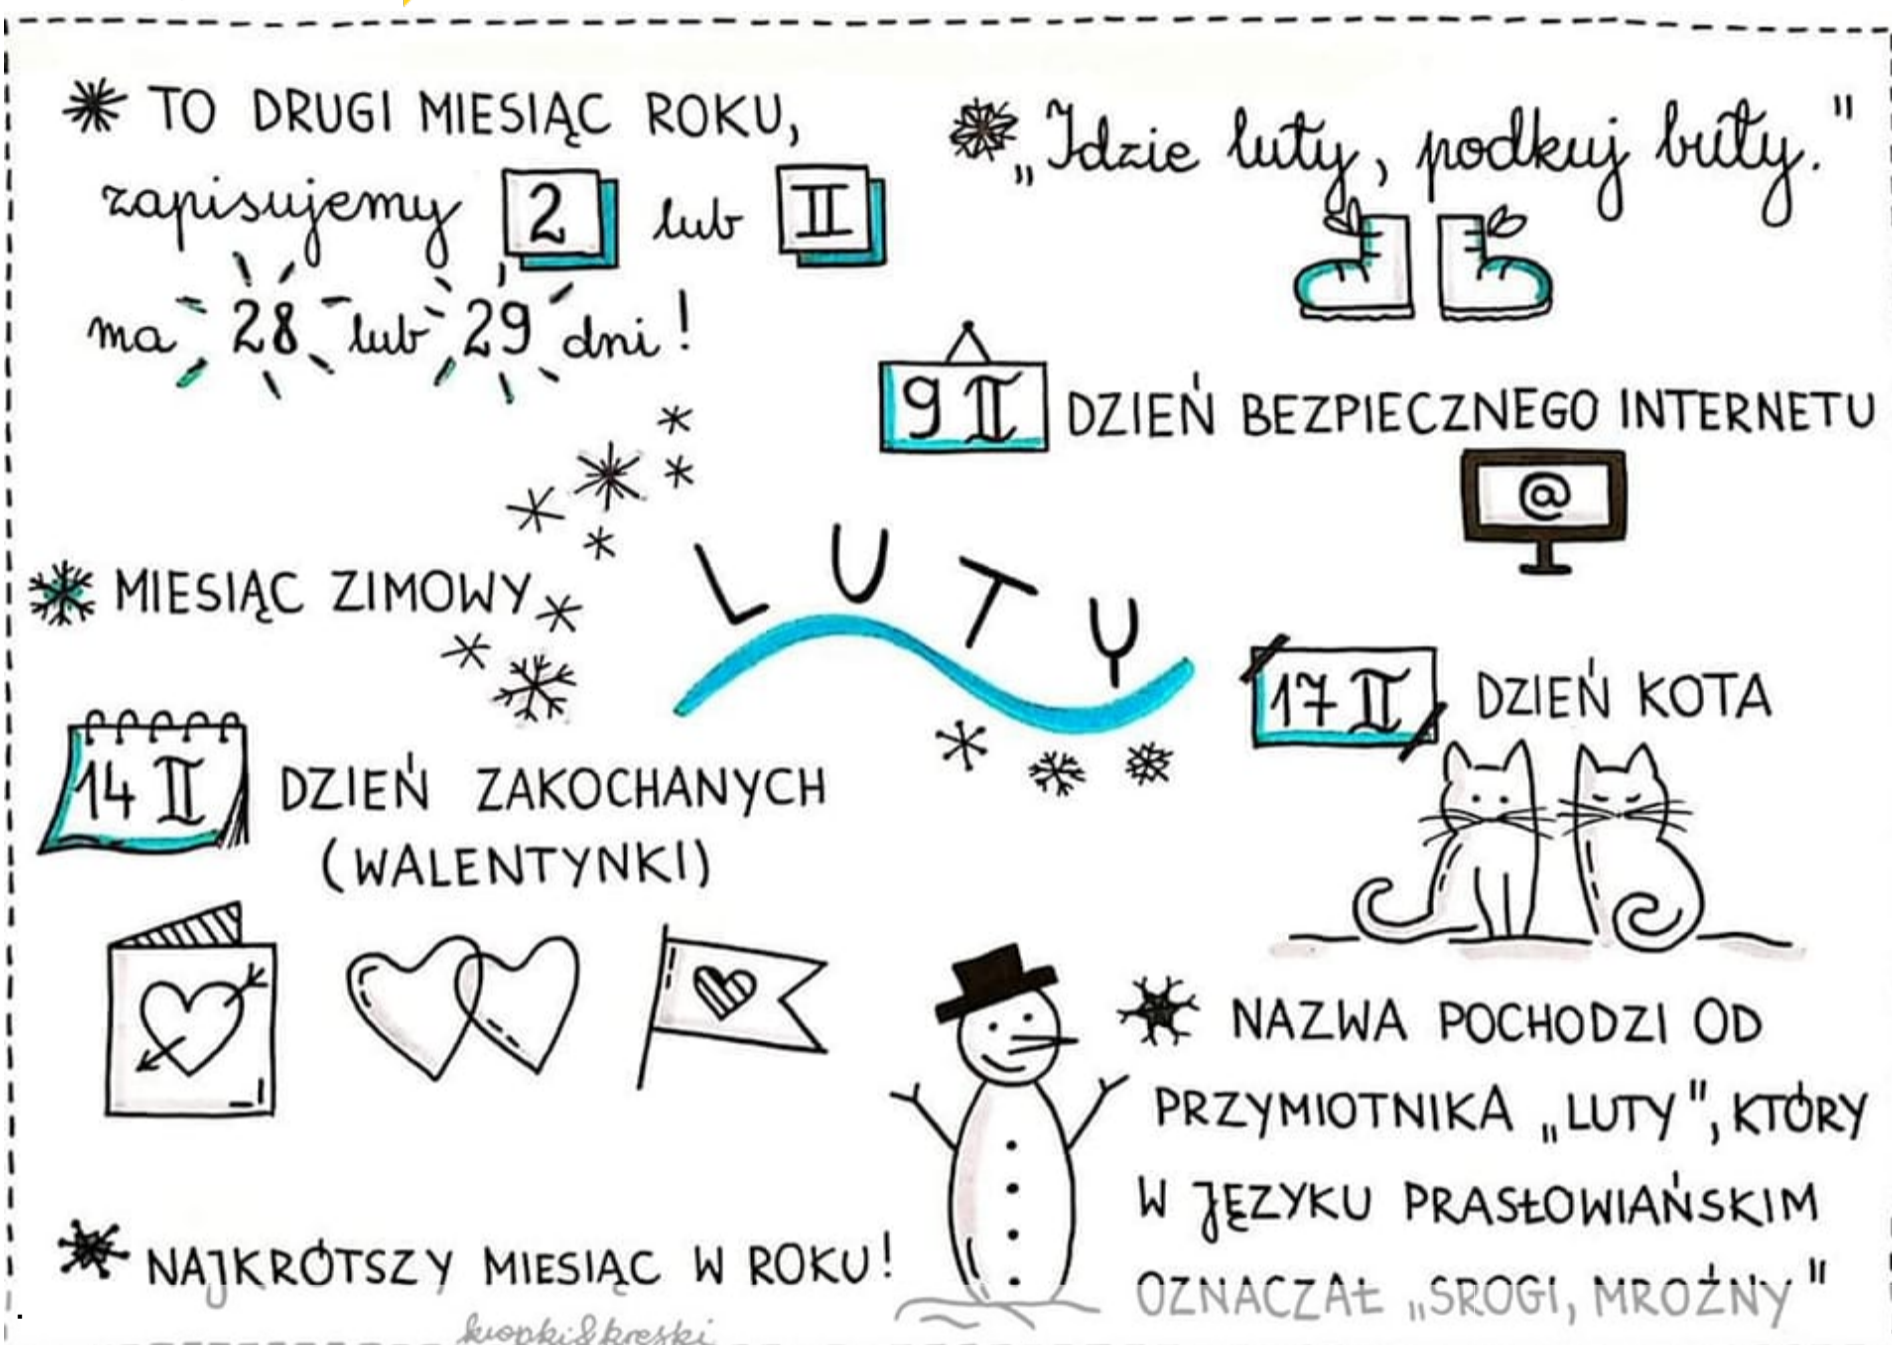 TO DRUGI MIESIĄC ROKU,
zapisujemy 2 lub II
ma 28 lub 29 dni!
„Idzie luty, podkuj buty."
9 II DZIEŃ BEZPIECZNEGO INTERNETU
@
MIESIĄC ZIMOWY
LUTY
17 II DZIEŃ KOTA
14 II DZIEŃ ZAKOCHANYCH
(WALENTYNKI)
NAZWA POCHODZI OD
PRZYMIOTNIKA „LUTY", KTÓRY
W JĘZYKU PRASŁOWIAŃSKIM
OZNACZAŁ „SROGI, MROŹNY"
NAJKRÓTSZY MIESIĄC W ROKU!
kropki&kreski